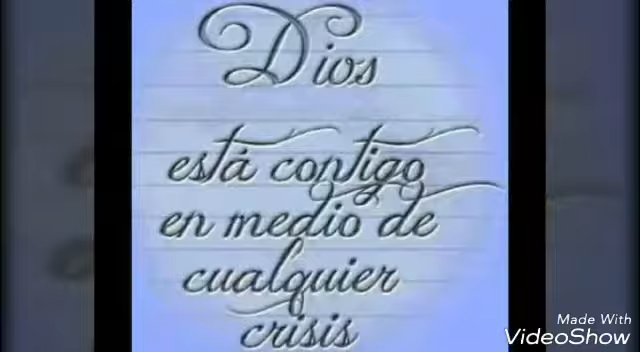 Dios
está contigo
en medio de
cualquier
crisis
Made With
VideoShow